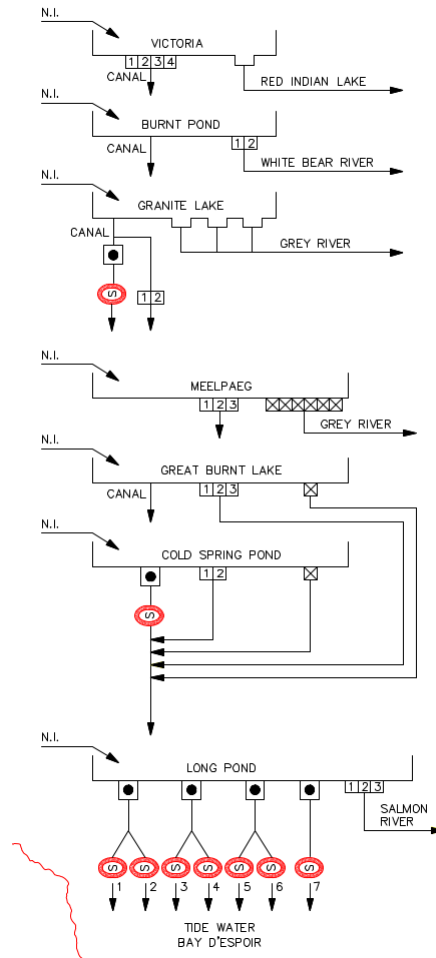 N.I.
VICTORIA
1 2 3 4
CANAL
RED INDIAN LAKE
N.I.
BURNT POND
CANAL
1 2
WHITE BEAR RIVER
N.I.
GRANITE LAKE
CANAL
GREY RIVER
S
1 2
N.I.
MEELPAEG
1 2 3
GREY RIVER
N.I.
GREAT BURNT LAKE
CANAL
1 2 3
N.I.
COLD SPRING POND
1 2
S
N.I.
LONG POND
1 2 3
SALMON
RIVER
S S S S S S S
1 2 3 4 5 6 7
TIDE WATER
BAY D'ESPOIR